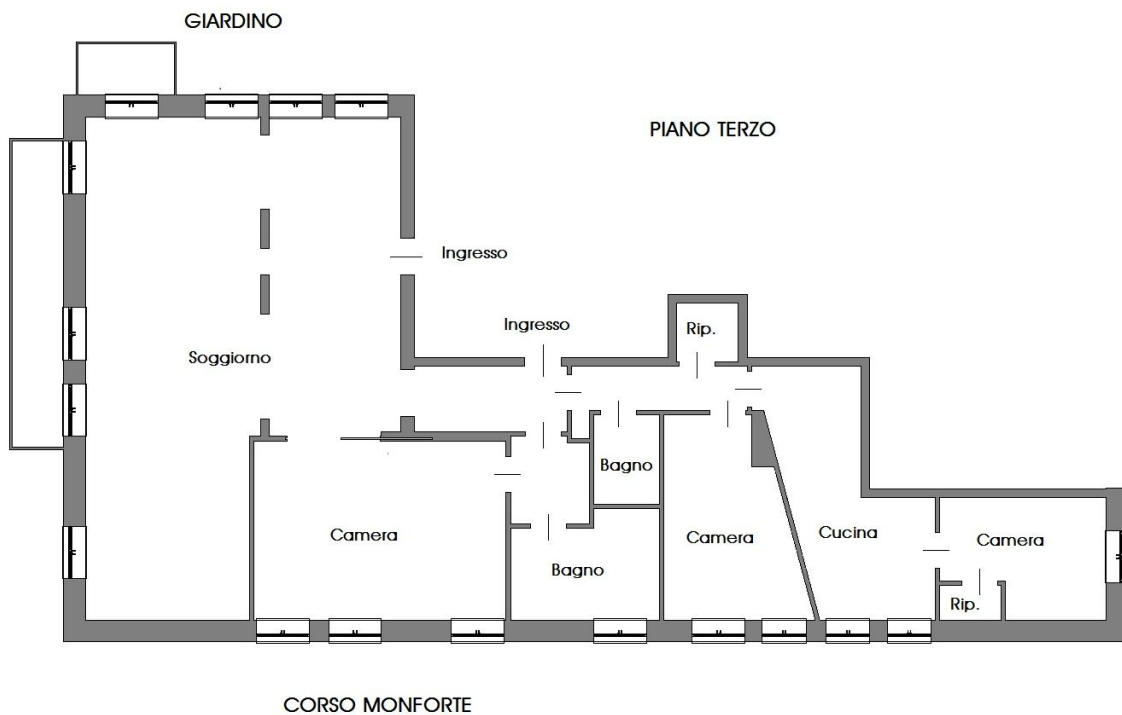 GIARDINO
PIANO TERZO
Ingresso
Ingresso
Rip.
Soggiorno
Bagno
Camera
Camera
Cucina
Camera
Bagno
Rip.
CORSO MONFORTE